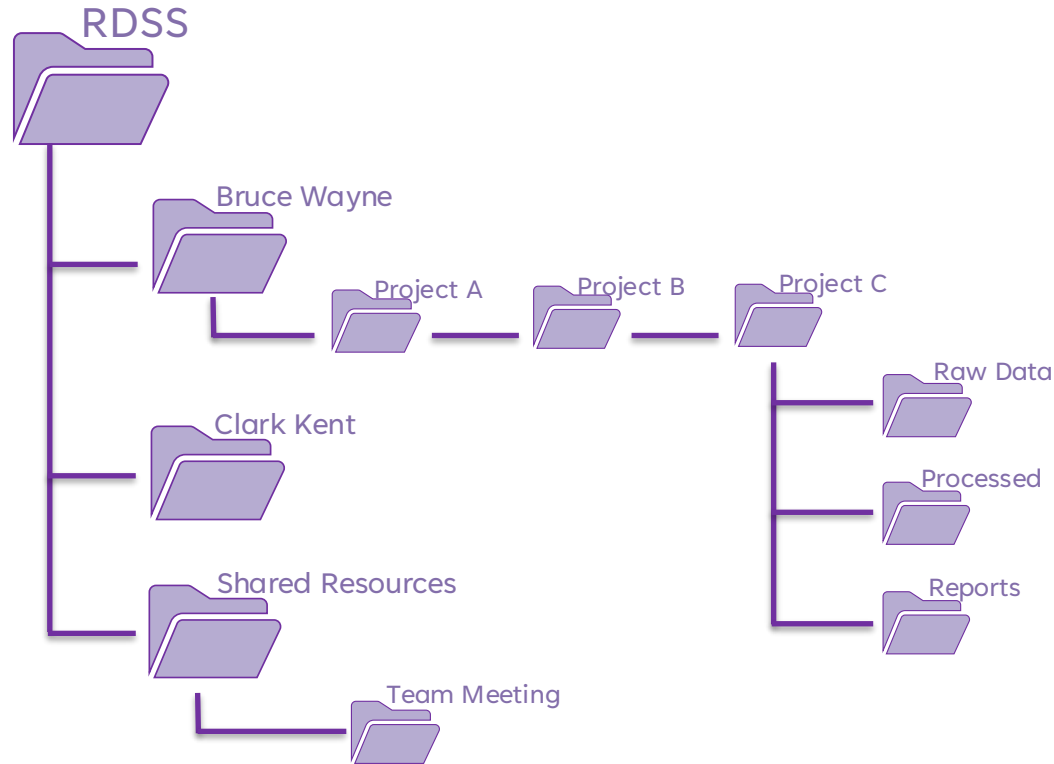 RDSS
Bruce Wayne
Project A
Project B
Project C
Raw Data
Processed
Reports
Clark Kent
Shared Resources
Team Meeting